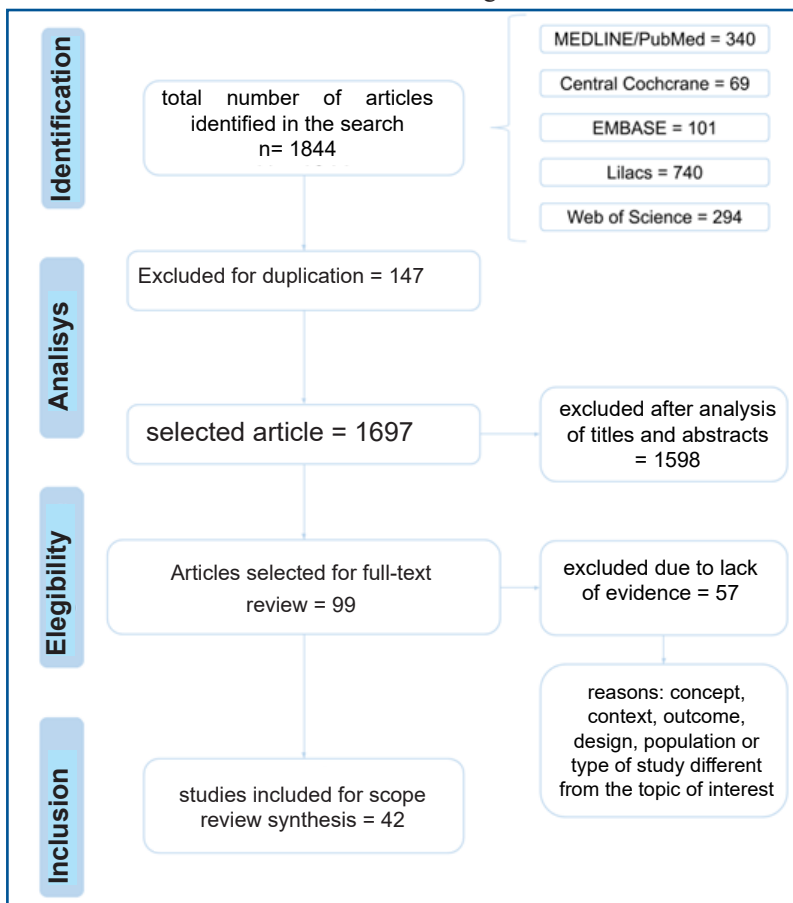 Identification
total number of articles
identified in the search
n= 1844
MEDLINE/PubMed = 340
Central Cochcrane = 69
EMBASE = 101
Lilacs = 740
Web of Science = 294
Analisys
Excluded for duplication = 147
selected article = 1697
excluded after analysis
of titles and abstracts
= 1598
Elegibility
Articles selected for full-text
review = 99
excluded due to lack
of evidence = 57
reasons: concept,
context, outcome,
design, population or
type of study different
from the topic of interest
Inclusion
studies included for scope
review synthesis = 42